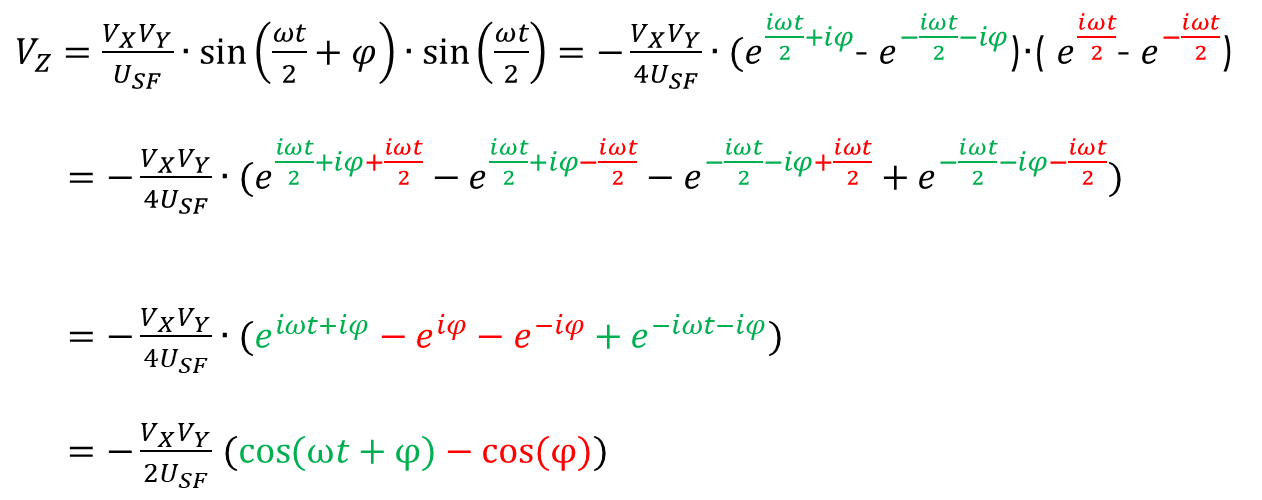 V_Z = \frac{V_X V_Y}{U_{SF}} · sin(\frac{ωt}{2} + φ) · sin(\frac{ωt}{2}) = −\frac{V_X V_Y}{4U_{SF}} · (e^{\frac{iωt}{2}+iφ} - e^{−\frac{iωt}{2}−iφ})·( e^{\frac{iωt}{2}} - e^{−\frac{iωt}{2}})
= −\frac{V_X V_Y}{4U_{SF}} · (e^{\frac{iωt}{2}+iφ+\frac{iωt}{2}} − e^{\frac{iωt}{2}+iφ−\frac{iωt}{2}} − e^{−\frac{iωt}{2}−iφ+\frac{iωt}{2}} + e^{−\frac{iωt}{2}−iφ−\frac{iωt}{2}})
= −\frac{V_X V_Y}{4U_{SF}} · (e^{iωt+iφ} − e^{iφ} − e^{−iφ} + e^{−iωt−iφ})
= −\frac{V_X V_Y}{2U_{SF}} (cos(ωt + φ) − cos(φ))